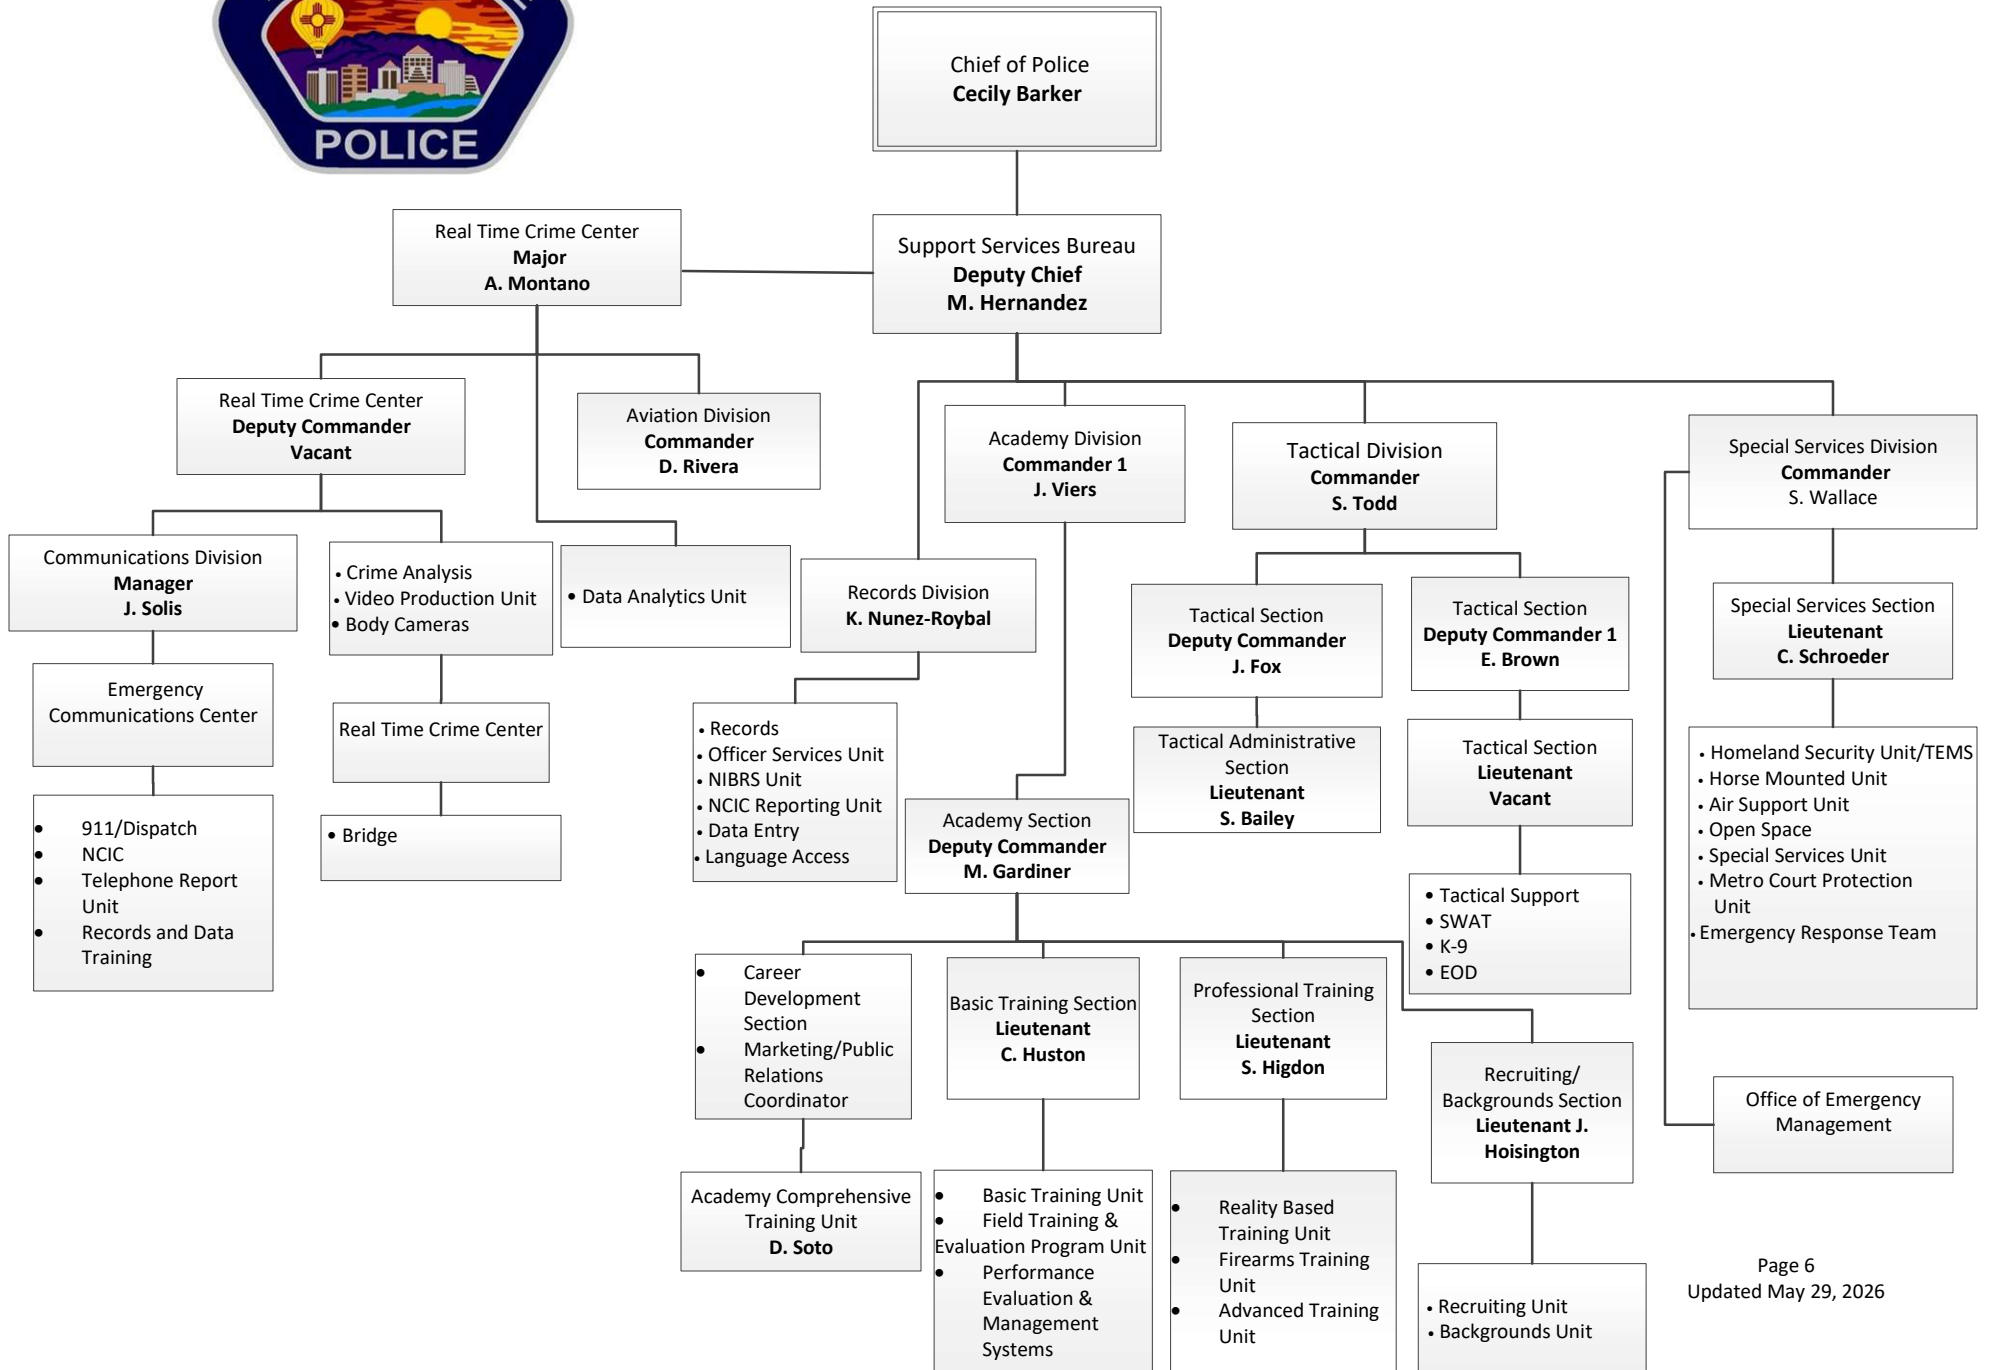 POLICE
Chief of Police
Cecily Barker
Real Time Crime Center
Major
A. Montano
Support Services Bureau
Deputy Chief
M. Hernandez
Real Time Crime Center
Deputy Commander
Vacant
Aviation Division
Commander
D. Rivera
Academy Division
Commander 1
J. Viers
Tactical Division
Commander
S. Todd
Special Services Division
Commander
S. Wallace
Communications Division
Manager
J. Solis
• Crime Analysis
• Video Production Unit
• Body Cameras
• Data Analytics Unit
Records Division
K. Nunez-Roybal
Tactical Section
Deputy Commander
J. Fox
Tactical Section
Deputy Commander 1
E. Brown
Special Services Section
Lieutenant
C. Schroeder
Emergency
Communications Center
Real Time Crime Center
• Records
• Officer Services Unit
• NIBRS Unit
• NCIC Reporting Unit
• Data Entry
• Language Access
Tactical Administrative
Section
Lieutenant
S. Bailey
Tactical Section
Lieutenant
Vacant
• Homeland Security Unit/TEMS
• Horse Mounted Unit
• Air Support Unit
• Open Space
• Special Services Unit
• Metro Court Protection
Unit
• Emergency Response Team
• 911/Dispatch
• NCIC
• Telephone Report
Unit
• Records and Data
Training
• Bridge
Academy Section
Deputy Commander
M. Gardiner
• Tactical Support
• SWAT
• K-9
• EOD
• Career
Development
Section
• Marketing/Public
Relations
Coordinator
Basic Training Section
Lieutenant
C. Huston
Professional Training
Section
Lieutenant
S. Higdon
Recruiting/
Backgrounds Section
Lieutenant J.
Hoisington
Office of Emergency
Management
Academy Comprehensive
Training Unit
D. Soto
• Basic Training Unit
• Field Training &
Evaluation Program Unit
• Performance
Evaluation &
Management
Systems
• Reality Based
Training Unit
• Firearms Training
Unit
• Advanced Training
Unit
• Recruiting Unit
• Backgrounds Unit
Page 6
Updated May 29, 2026